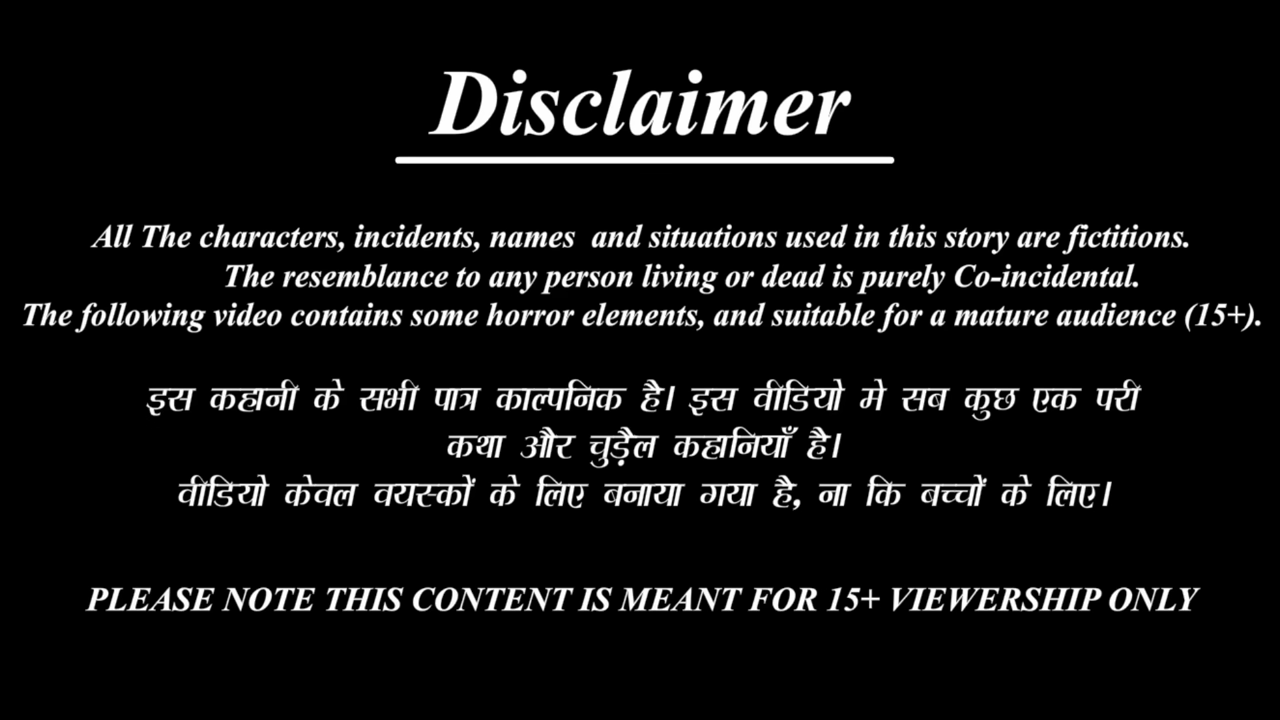 Disclaimer
All The characters, incidents, names and situations used in this story are fictitions.
The resemblance to any person living or dead is purely Co-incidental.
The following video contains some horror elements, and suitable for a mature audience (15+).
इस कहानी के सभी पात्र काल्पनिक है। इस वीडियो मे सब कुछ एक परी
कथा और चुड़ैल कहानियाँ है।
वीडियो केवल वयस्कों के लिए बनाया गया है, ना कि बच्चों के लिए।
PLEASE NOTE THIS CONTENT IS MEANT FOR 15+ VIEWERSHIP ONLY